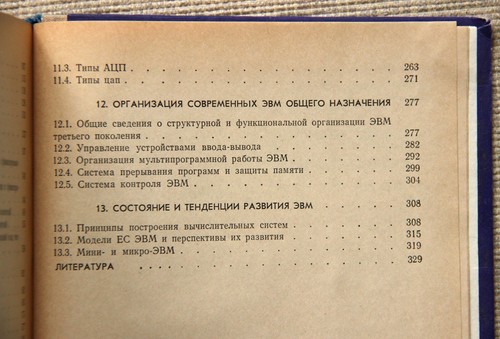 11.3. Типы АЦП . . . . . . . . . . . . . . . 263
11.4. Типы цап . . . . . . . . . . . . . . . 271
12. ОРГАНИЗАЦИЯ СОВРЕМЕННЫХ ЭВМ ОБЩЕГО НАЗНАЧЕНИЯ 277
12.1. Общие сведения о структурной и функциональной организации ЭВМ
третьего поколения . . . . . . . . . . . . . . 277
12.2. Управление устройствами ввода-вывода . . . . . . . 282
12.3. Организация мультипрограммной работы ЭВМ . . . . . . 292
12.4. Система прерывания программ и защиты памяти . . . . . 299
12.5. Система контроля ЭВМ . . . . . . . . . . . 304
13. СОСТОЯНИЕ И ТЕНДЕНЦИИ РАЗВИТИЯ ЭВМ . . . . 308
13.1. Принципы построения вычислительных систем . . . . . . 308
13.2. Модели ЕС ЭВМ и перспективы их развития . . . . . . 315
13.3. Мини- и микро-ЭВМ . . . . . . . . . . . . 319
ЛИТЕРАТУРА . . . . . . . . . . . . . . 329